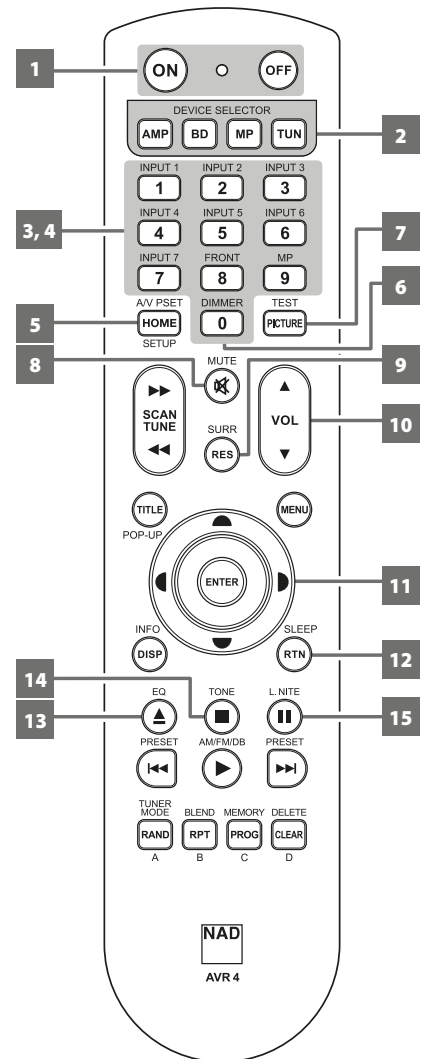 1
ON
OFF
DEVICE SELECTOR
AMP BD MP TUN
2
INPUT 1 INPUT 2 INPUT 3
1 2 3
3, 4
INPUT 4 INPUT 5 INPUT 6
4 5 6
7
INPUT 7 FRONT MP
7 8 9
6
A/V PSET DIMMER TEST
5
HOME 0 PICTURE
SETUP
8
MUTE
9
SCAN
TUNE
VOL
10
SURR
RES
TITLE
MENU
POP-UP
ENTER
11
INFO SLEEP
DISP RTN
12
14
EQ TONE L. NITE
13
15
PRESET AM/FM/DB PRESET
TUNER
MODE BLEND MEMORY DELETE
RAND RPT PROG CLEAR
A B C D
NAD
AVR 4